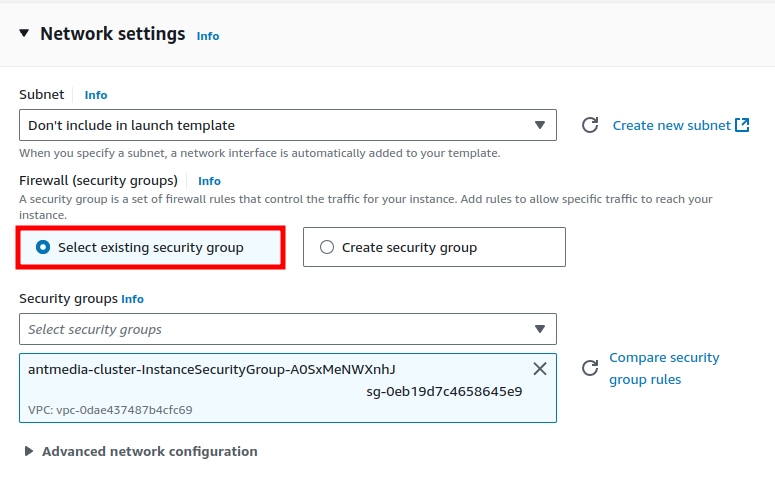 Network settings Info
Subnet Info
Don't include in launch template
Create new subnet
When you specify a subnet, a network interface is automatically added to your template.
Firewall (security groups) Info
A security group is a set of firewall rules that control the traffic for your instance. Add rules to allow specific traffic to reach your
instance.
Select existing security group
Create security group
Security groups Info
Select security groups
antmedia-cluster-InstanceSecurityGroup-A0SxMeNWXnhJ
sg-0eb19d7c4658645e9
VPC: vpc-0dae437487b4cfc69
Compare security
group rules
Advanced network configuration